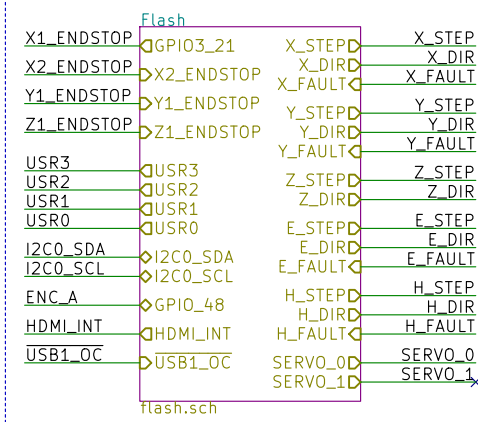 Flash
X1_ENDSTOP GPIO3_21 X_STEP X_STEP
X_DIR X_DIR
X2_ENDSTOP X2_ENDSTOP X_FAULT X_FAULT
Y1_ENDSTOP Y1_ENDSTOP Y_STEP Y_STEP
Z1_ENDSTOP Z1_ENDSTOP Y_DIR Y_DIR
Y_FAULT Y_FAULT
USR3 USR3 Z_STEP Z_STEP
USR2 USR2 Z_DIR Z_DIR
USR1 USR1
USR0 USR0 E_STEP E_STEP
I2C0_SDA I2C0_SDA E_DIR E_DIR
I2C0_SCL I2C0_SCL E_FAULT E_FAULT
ENC_A GPIO_48 H_STEP H_STEP
H_DIR H_DIR
HDMI_INT HDMI_INT H_FAULT H_FAULT
USB1_OC USB1_OC SERVO_0 SERVO_0
SERVO_1 SERVO_1
flash.sch